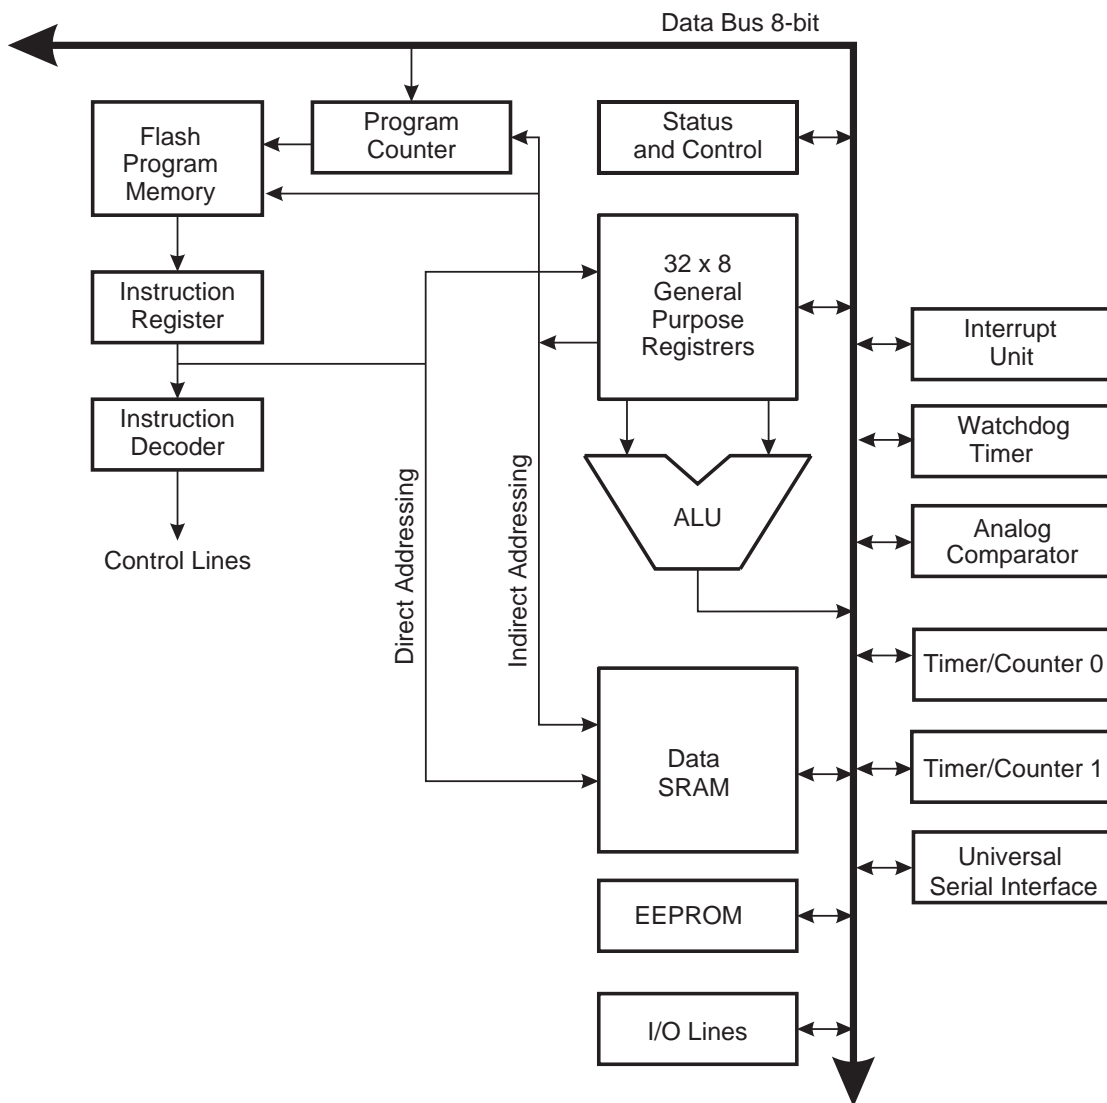 Data Bus 8-bit
Flash
Program
Memory
Program
Counter
Status
and Control
Instruction
Register
32 x 8
General
Purpose
Registrers
Interrupt
Unit
Instruction
Decoder
Watchdog
Timer
Control Lines
Direct Addressing
Indirect Addressing
ALU
Analog
Comparator
Timer/Counter 0
Data
SRAM
Timer/Counter 1
Universal
Serial Interface
EEPROM
I/O Lines